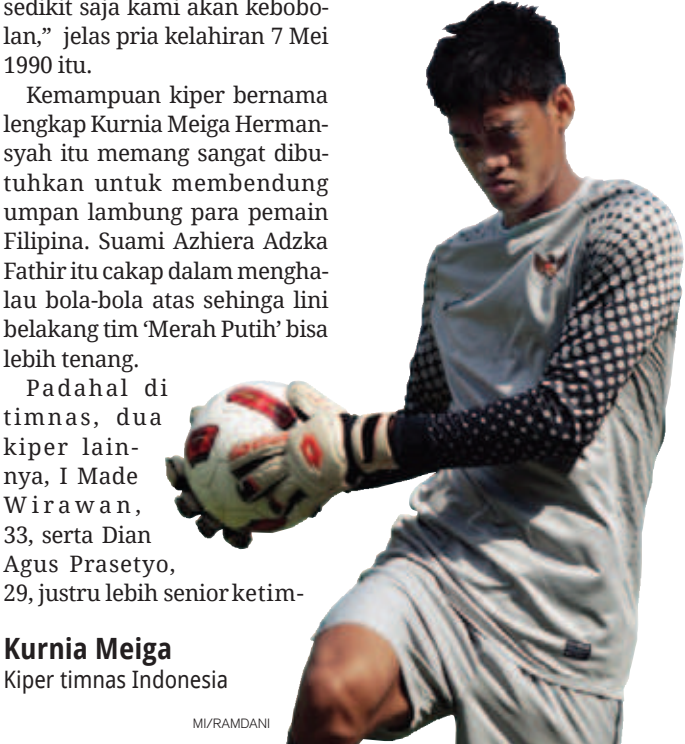 sedikit saja kami akan kebobo-
lan,” jelas pria kelahiran 7 Mei
1990 itu.
Kemampuan kiper bernama
lengkap Kurnia Meiga Herman-
syah itu memang sangat dibu-
tuhkan untuk membendung
umpan lambung para pemain
Filipina. Suami Azhiera Adzka
Fathir itu cakap dalam mengha-
lau bola-bola atas sehingga lini
belakang tim ‘Merah Putih’ bisa
lebih tenang.
Padahal di
timnas, dua
kiper lain-
nya, I Made
Wirawan,
33, serta Dian
Agus Prasetyo,
29, justru lebih senior ketim-
Kurnia Meiga
Kiper timnas Indonesia
MI/RAMDANI